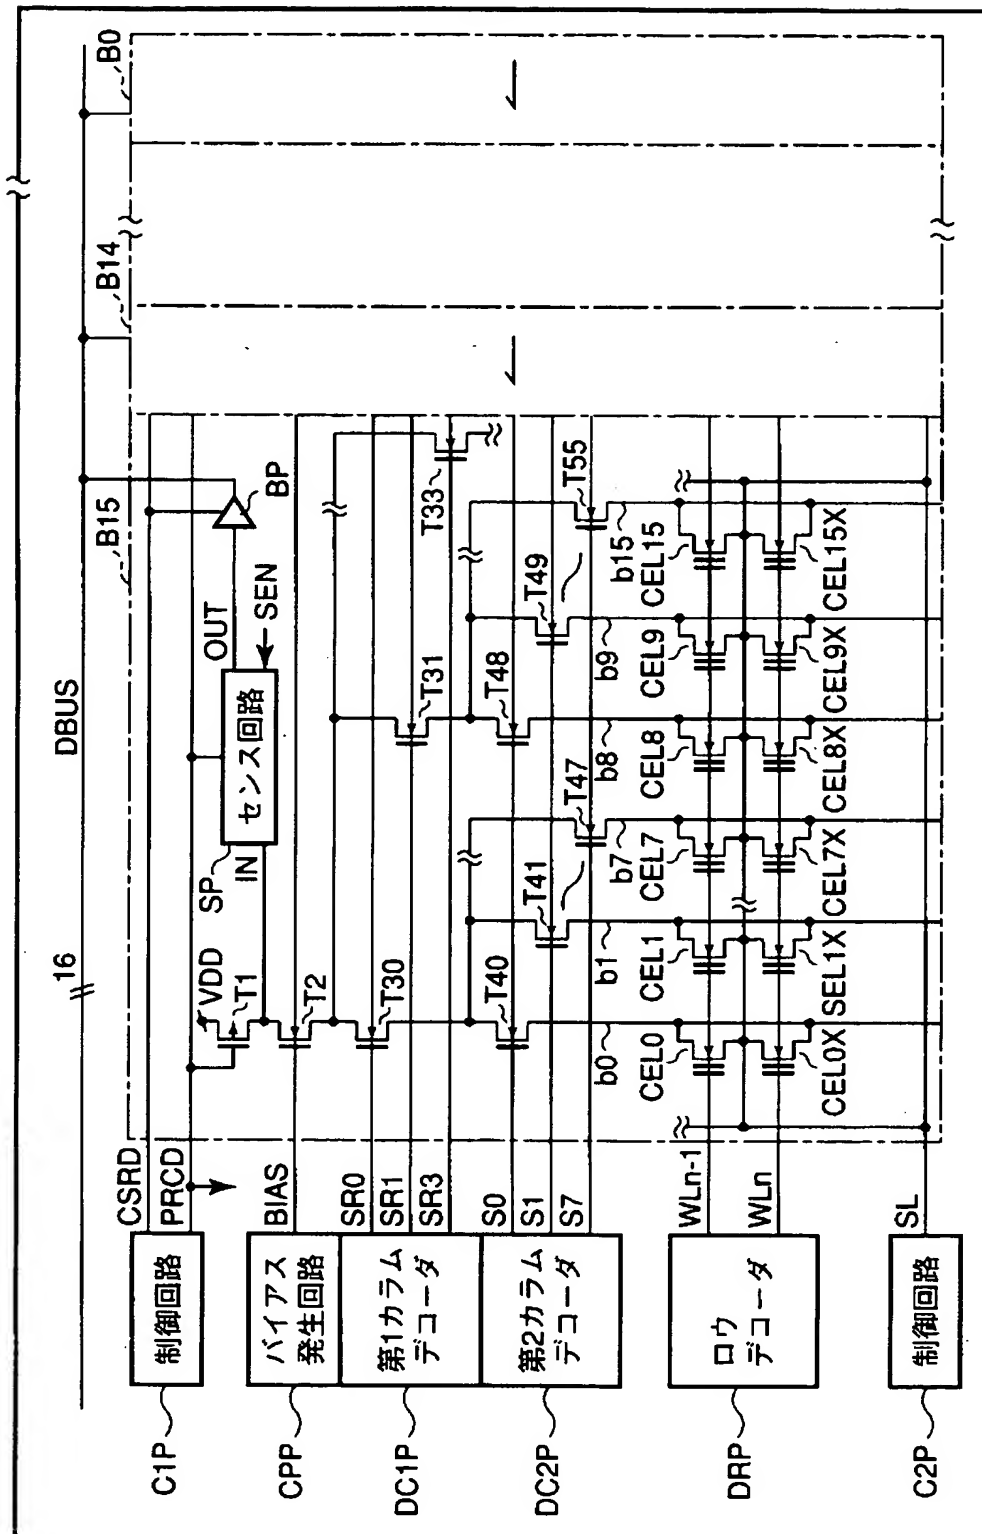 DBUS
16
B15
B14
B0
CSRD
PRCD
VDD
T1
SP
IN
センス回路
OUT
SEN
BP
制御回路
C1P
バイアス
発生回路
CPP
BIAS
T2
第1カラム
デコーダ
DC1P
SR0
SR1
SR3
T30
T31
T33
第2カラム
デコーダ
DC2P
S0
S1
S7
T40
T41
T47
T48
T49
T55
b0
b1
b7
b8
b9
b15
ロウ
デコーダ
DRP
WLn-1
WLn
CEL0
CEL1
CEL7
CEL8
CEL9
CEL15
CEL0X
SEL1X
CEL7X
CEL8X
CEL9X
CEL15X
制御回路
C2P
SL